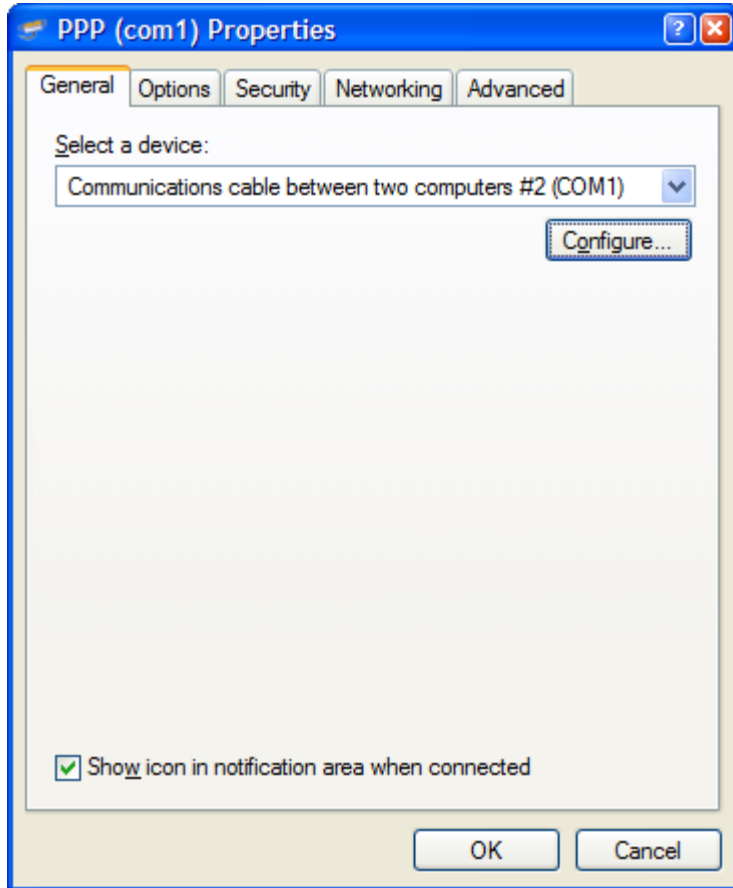 PPP (com1) Properties
General Options Security Networking Advanced
Select a device:
Communications cable between two computers #2 (COM1)
Configure...
Show icon in notification area when connected
OK Cancel